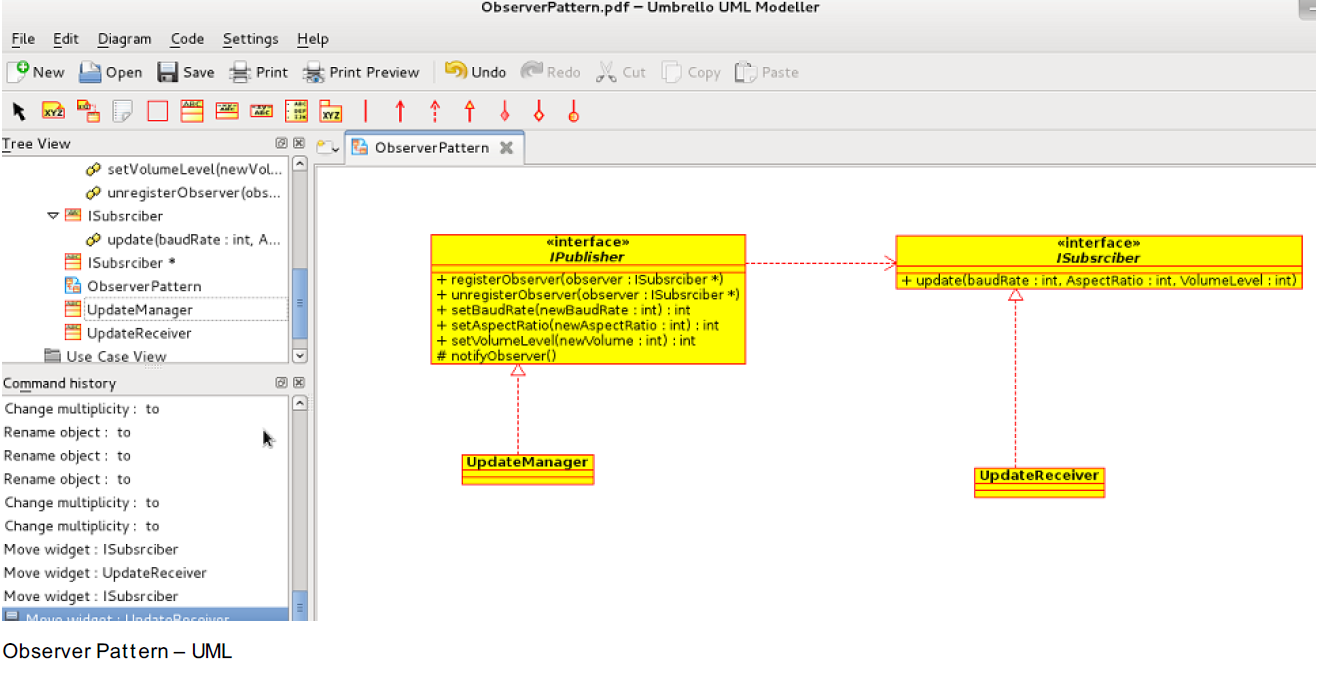 ObserverPattern.pdf – Umbrello UML Modeller
File Edit Diagram Code Settings Help
New Open Save Print Print Preview Undo Redo Cut Copy Paste
Tree View
setVolumeLevel(newVol...
unregisterObserver(obs...
ISubsrciber
update(baudRate : int, A...
ISubsrciber *
ObserverPattern
UpdateManager
UpdateReceiver
Use Case View
Command history
Change multiplicity : to
Rename object : to
Rename object : to
Rename object : to
Change multiplicity : to
Change multiplicity : to
Move widget : ISubsrciber
Move widget : UpdateReceiver
Move widget : ISubsrciber
Move widget : UpdateReceiver
ObserverPattern
«interface»
IPublisher
+ registerObserver(observer : ISubsrciber *)
+ unregisterObserver(observer : ISubsrciber *)
+ setBaudRate(newBaudRate : int) : int
+ setAspectRatio(newAspectRatio : int) : int
+ setVolumeLevel(newVolume : int) : int
# notifyObserver()
UpdateManager
«interface»
ISubsrciber
+ update(baudRate : int, AspectRatio : int, VolumeLevel : int)
UpdateReceiver
Observer Pattern – UML